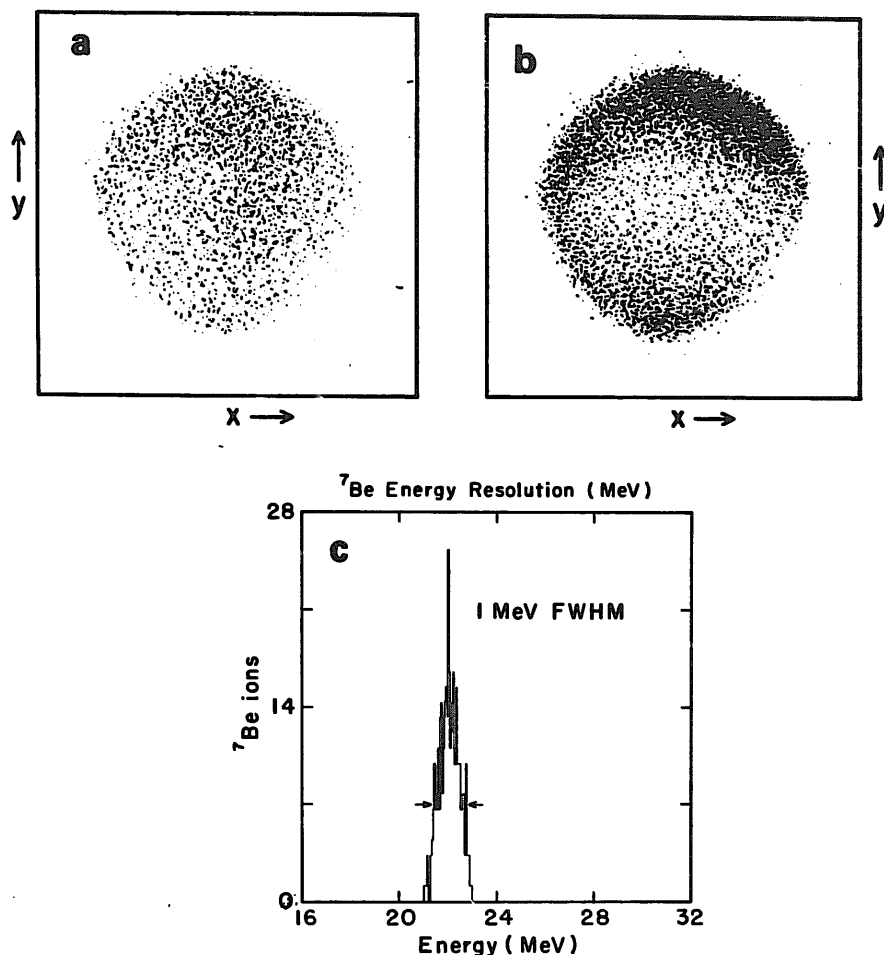 a
b
y
y
x
x
⁷Be Energy Resolution (MeV)
28
c
1 MeV FWHM
⁷Be ions
14
0
16
20
24
28
32
Energy (MeV)